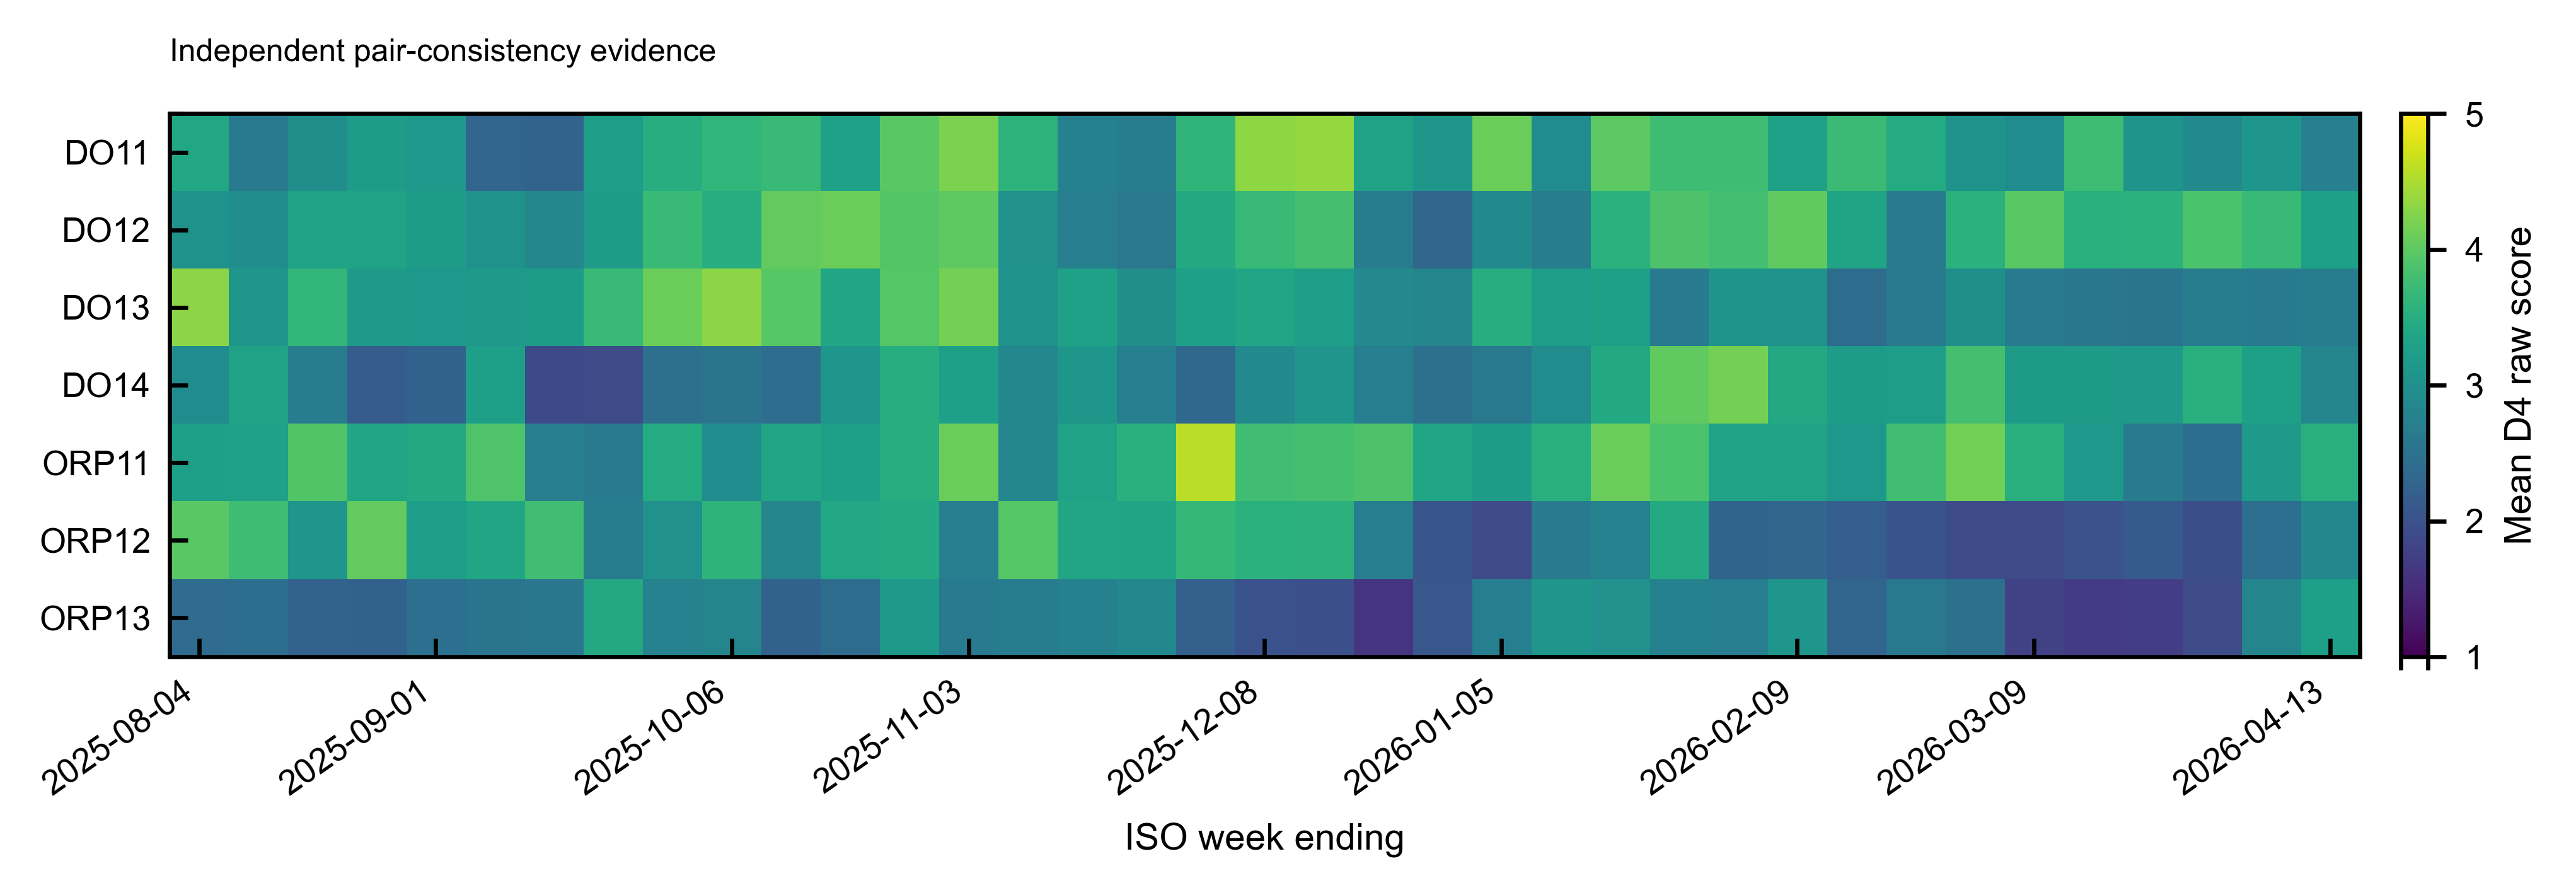 Independent pair-consistency evidence
DO11
DO12
DO13
DO14
ORP11
ORP12
ORP13
2025-08-04
2025-09-01
2025-10-06
2025-11-03
2025-12-08
2026-01-05
2026-02-09
2026-03-09
2026-04-13
ISO week ending
5
4
3
2
1
Mean D4 raw score